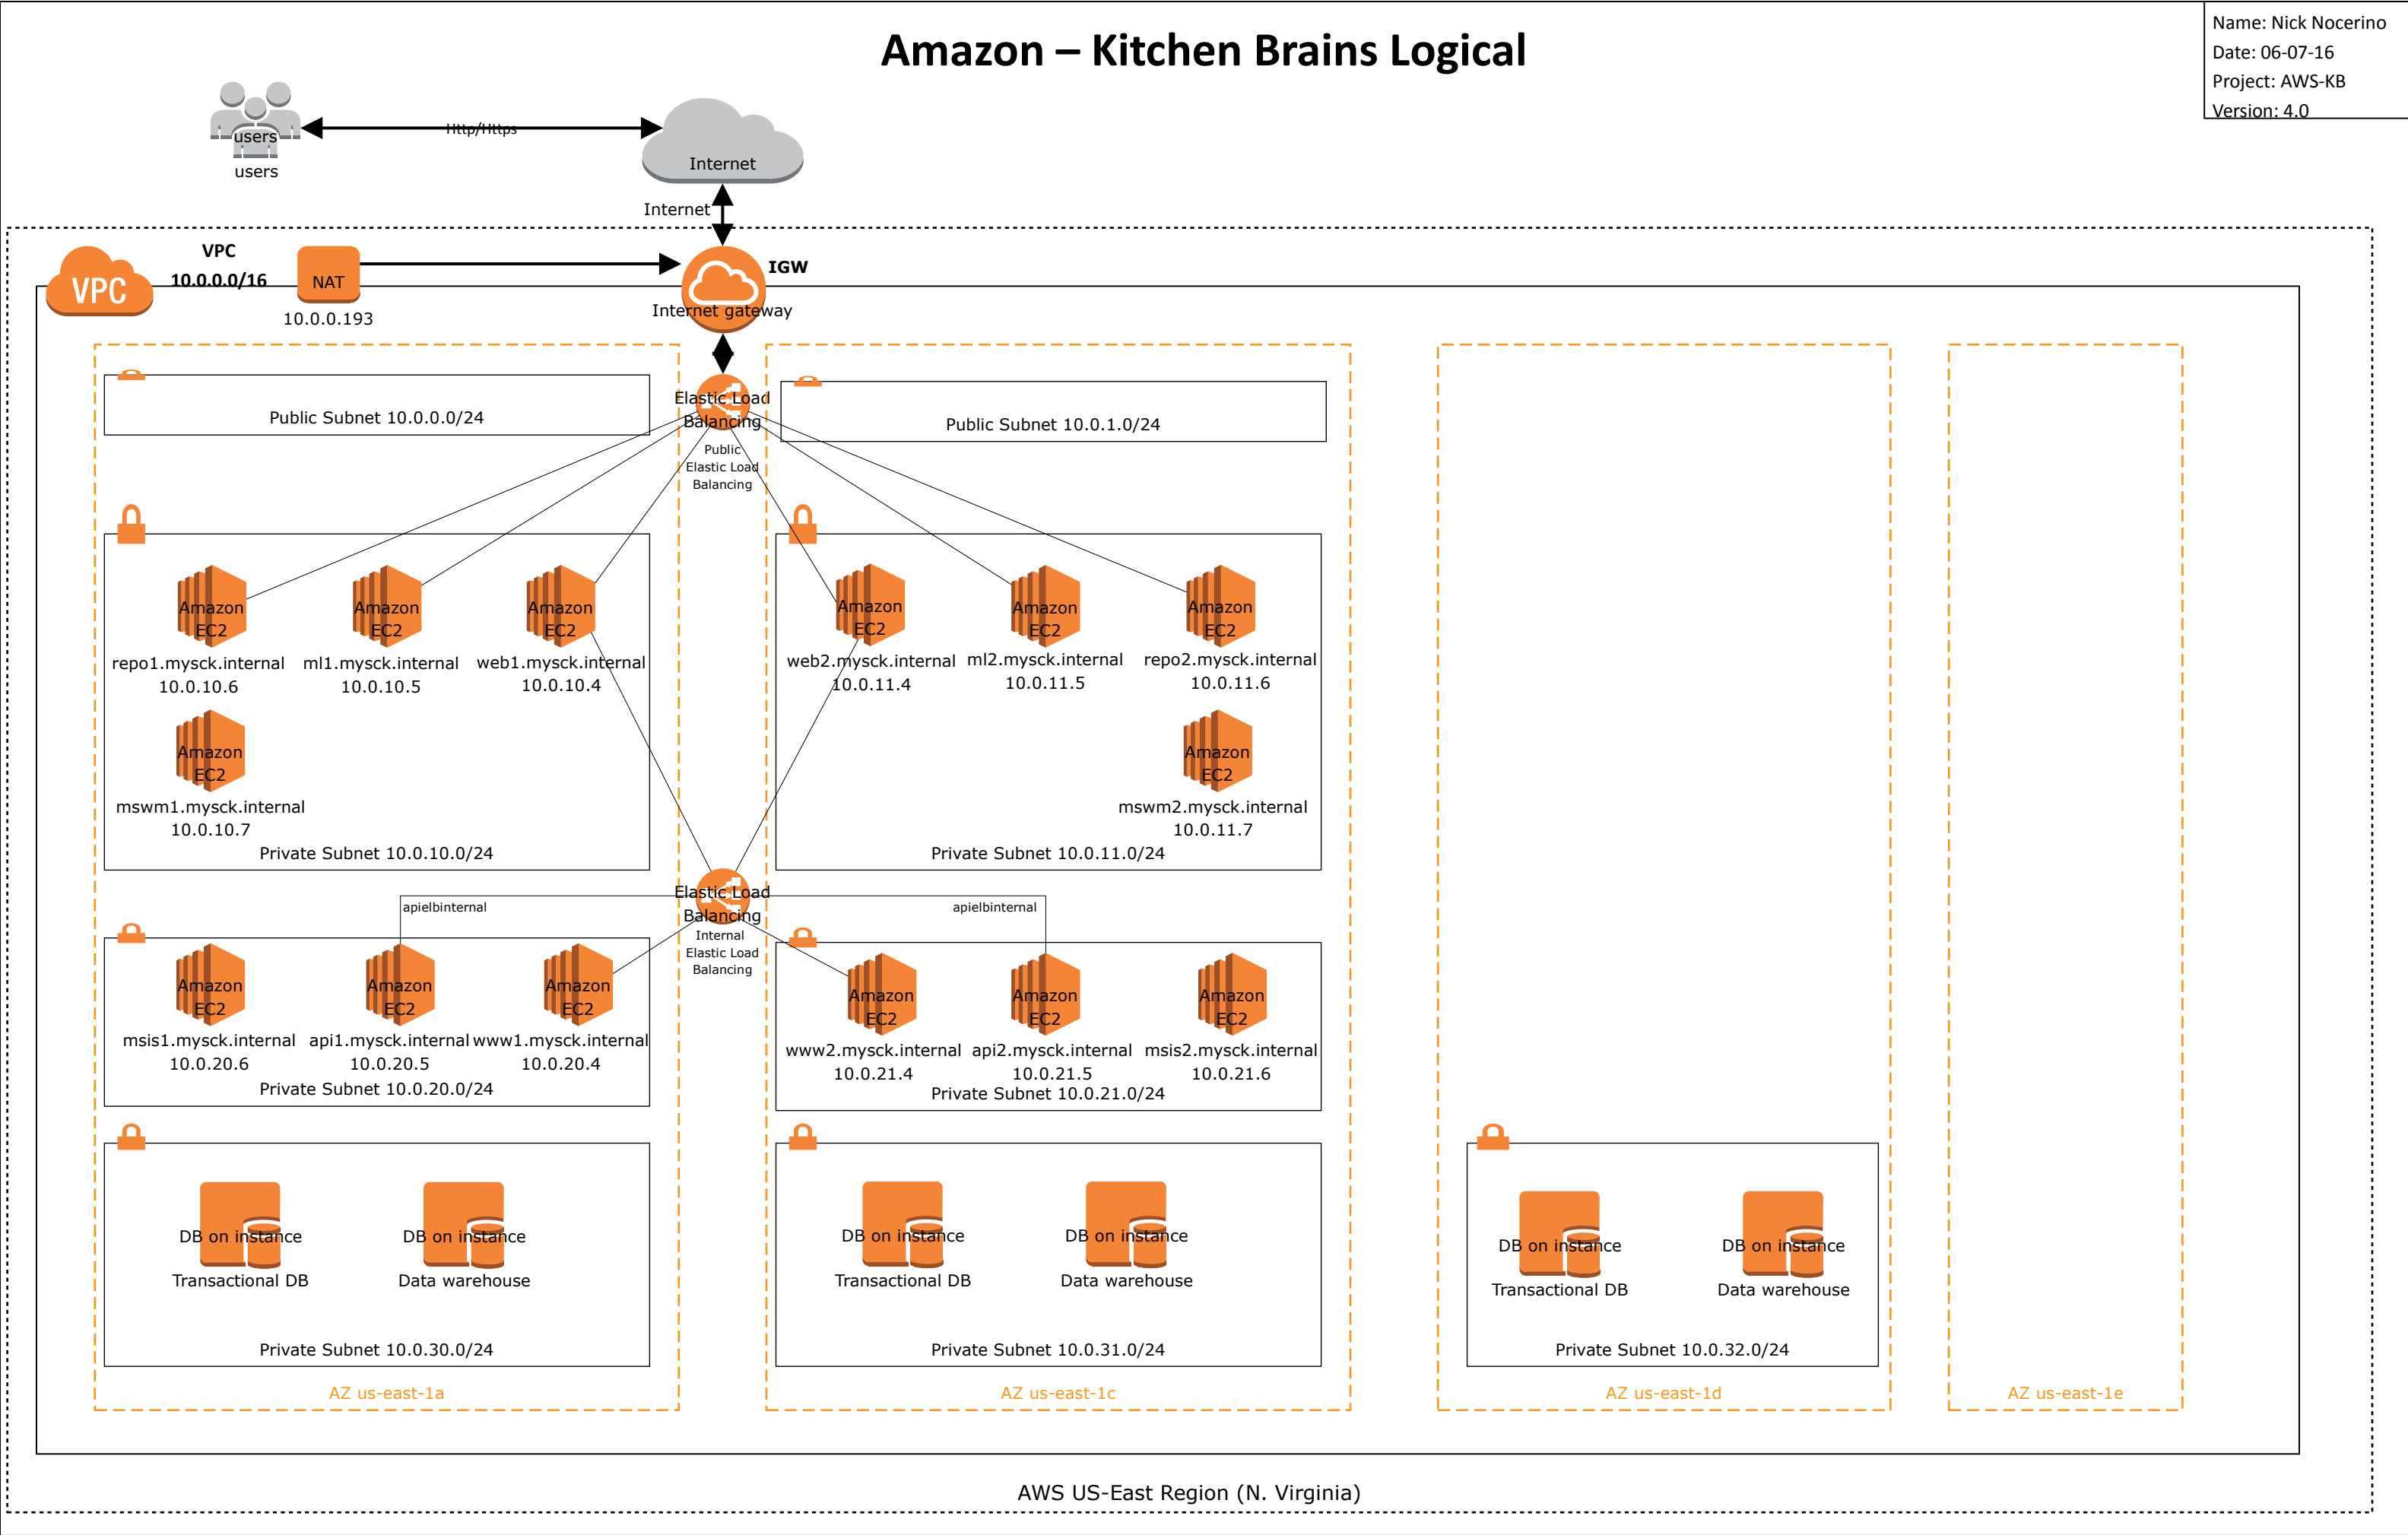 Amazon – Kitchen Brains Logical
Name: Nick Nocerino
Date: 06-07-16
Project: AWS-KB
Version: 4.0
users
users
Http/Https
Internet
Internet
VPC
VPC
10.0.0.0/16
NAT
10.0.0.193
IGW
Internet gateway
Public Subnet 10.0.0.0/24
Elastic Load
Balancing
Public
Elastic Load
Balancing
Public Subnet 10.0.1.0/24
Amazon
EC2
repo1.mysck.internal
10.0.10.6
Amazon
EC2
ml1.mysck.internal
10.0.10.5
Amazon
EC2
web1.mysck.internal
10.0.10.4
Amazon
EC2
mswm1.mysck.internal
10.0.10.7
Private Subnet 10.0.10.0/24
Amazon
EC2
web2.mysck.internal
10.0.11.4
Amazon
EC2
ml2.mysck.internal
10.0.11.5
Amazon
EC2
repo2.mysck.internal
10.0.11.6
Amazon
EC2
mswm2.mysck.internal
10.0.11.7
Private Subnet 10.0.11.0/24
Elastic Load
Balancing
Internal
Elastic Load
Balancing
apielbinternal
apielbinternal
Amazon
EC2
msis1.mysck.internal
10.0.20.6
Amazon
EC2
api1.mysck.internal
10.0.20.5
Amazon
EC2
www1.mysck.internal
10.0.20.4
Private Subnet 10.0.20.0/24
Amazon
EC2
www2.mysck.internal
10.0.21.4
Amazon
EC2
api2.mysck.internal
10.0.21.5
Amazon
EC2
msis2.mysck.internal
10.0.21.6
Private Subnet 10.0.21.0/24
DB on instance
Transactional DB
DB on instance
Data warehouse
Private Subnet 10.0.30.0/24
DB on instance
Transactional DB
DB on instance
Data warehouse
Private Subnet 10.0.31.0/24
DB on instance
Transactional DB
DB on instance
Data warehouse
Private Subnet 10.0.32.0/24
AZ us-east-1a
AZ us-east-1c
AZ us-east-1d
AZ us-east-1e
AWS US-East Region (N. Virginia)